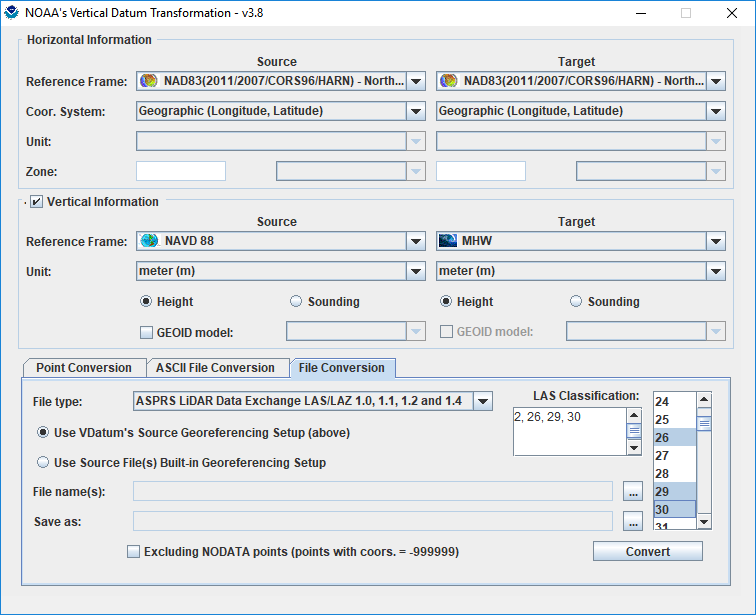 NOAA's Vertical Datum Transformation - v3.8
Horizontal Information
Source Target
Reference Frame: NAD83(2011/2007/CORS96/HARN) - North... NAD83(2011/2007/CORS96/HARN) - North...
Coor. System: Geographic (Longitude, Latitude) Geographic (Longitude, Latitude)
Unit:
Zone:
Vertical Information
Source Target
Reference Frame: NAVD 88 MHW
Unit: meter (m) meter (m)
Height Sounding Height Sounding
GEOID model: GEOID model:
Point Conversion ASCII File Conversion File Conversion
File type: ASPRS LiDAR Data Exchange LAS/LAZ 1.0, 1.1, 1.2 and 1.4
LAS Classification:
2, 26, 29, 30
24
25
26
27
28
29
30
31
Use VDatum's Source Georeferencing Setup (above)
Use Source File(s) Built-in Georeferencing Setup
File name(s): ...
Save as: ...
Excluding NODATA points (points with coors. = -999999)
Convert